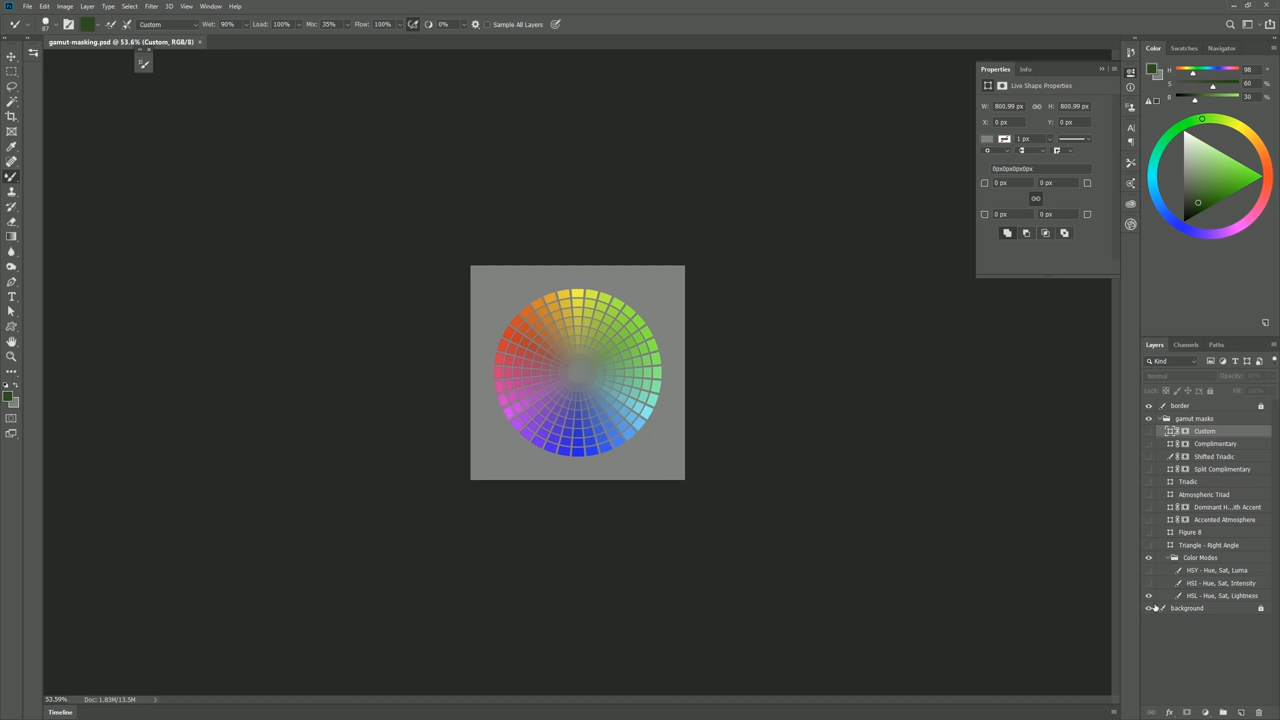 Ps File Edit Image Layer Type Select Filter 3D View Window Help
87 Custom Wet: 90% Load: 100% Mix: 35% Flow: 100% 0% Sample All Layers
gamut-masking.psd @ 53.6% (Custom, RGB/8) ×
Properties Info
Live Shape Properties
W: 800.99 px H: 800.99 px
X: 0 px Y: 0 px
1 px
0px0px0px0px
0 px 0 px
0 px 0 px
Color Swatches Navigator
H 98 °
S 60 %
B 30 %
Layers Channels Paths
Kind
Normal Opacity:
Lock: Fill:
border
gamut masks
Custom
Complimentary
Shifted Triadic
Split Complimentary
Triadic
Atmospheric Triad
Dominant H...ith Accent
Accented Atmosphere
Figure 8
Triangle - Right Angle
Color Modes
HSY - Hue, Sat, Luma
HSI - Hue, Sat, Intensity
HSL - Hue, Sat, Lightness
background
53.59% Doc: 1.83M/13.5M
Timeline